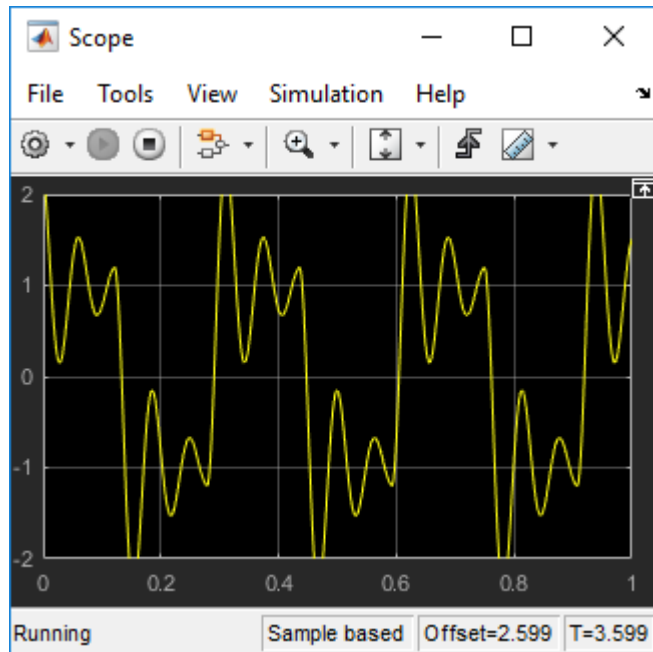 Scope
File Tools View Simulation Help
2
1
0
-1
-2
0 0.2 0.4 0.6 0.8 1
Running Sample based Offset=2.599 T=3.599